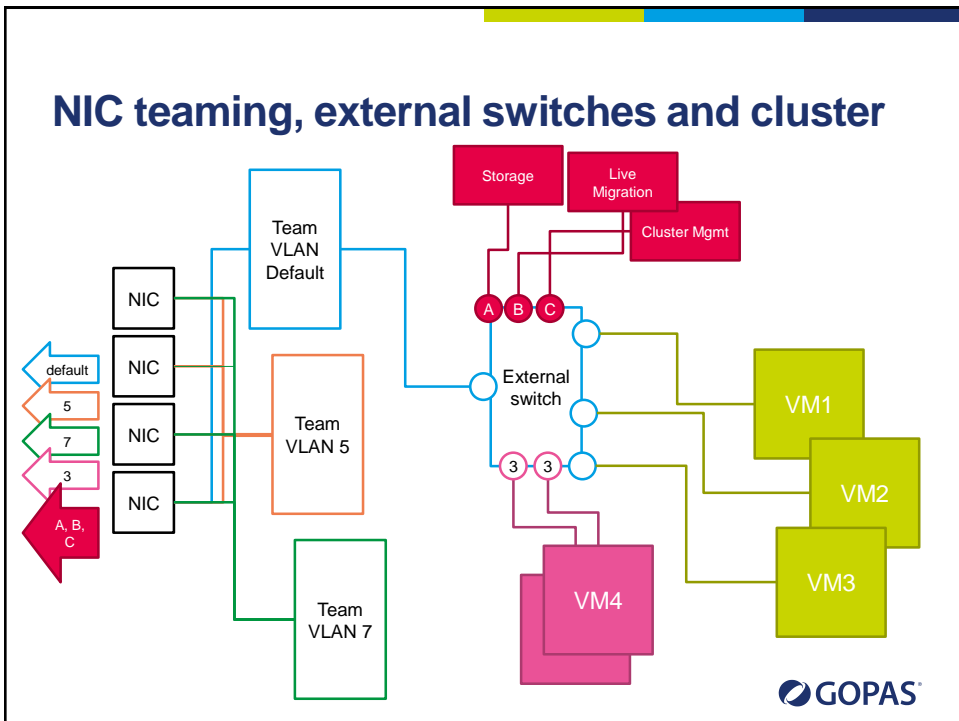 NIC teaming, external switches and cluster
Storage
Live
Migration
Cluster Mgmt
Team
VLAN
Default
NIC
NIC
NIC
NIC
default
5
7
3
A, B,
C
Team
VLAN 5
Team
VLAN 7
A
B
C
External
switch
3
3
VM1
VM2
VM3
VM4
GOPAS®